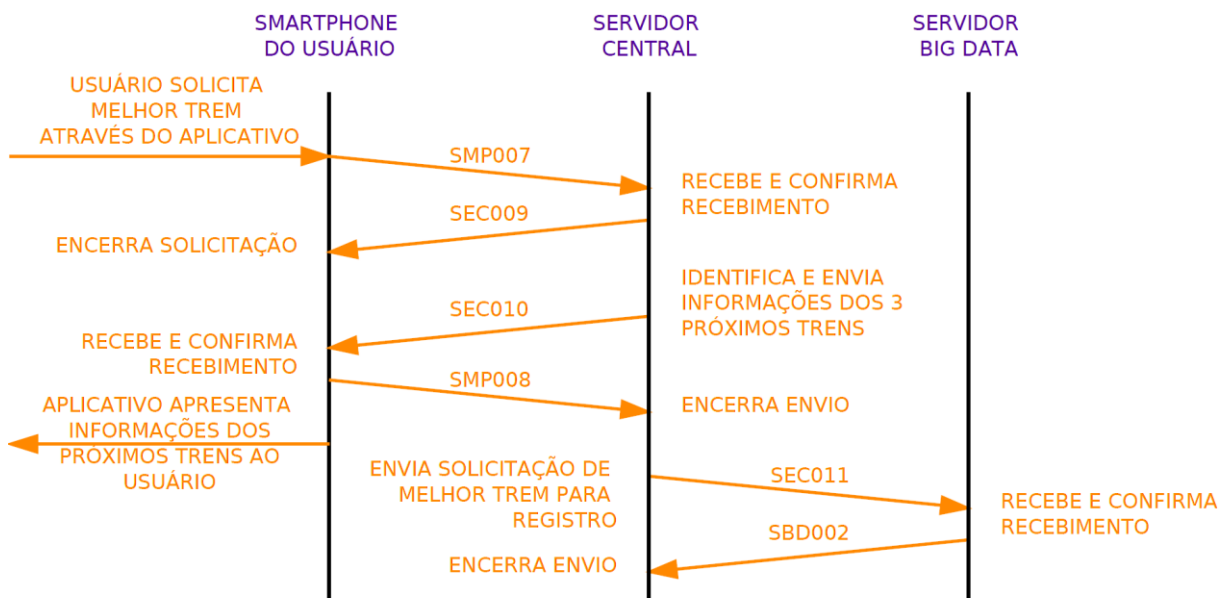 SMARTPHONE
DO USUÁRIO
SERVIDOR
CENTRAL
SERVIDOR
BIG DATA
USUÁRIO SOLICITA
MELHOR TREM
ATRAVÉS DO APLICATIVO
SMP007
RECEBE E CONFIRMA
RECEBIMENTO
SEC009
ENCERRA SOLICITAÇÃO
IDENTIFICA E ENVIA
INFORMAÇÕES DOS 3
PRÓXIMOS TRENS
SEC010
RECEBE E CONFIRMA
RECEBIMENTO
SMP008
ENCERRA ENVIO
APLICATIVO APRESENTA
INFORMAÇÕES DOS
PRÓXIMOS TRENS AO
USUÁRIO
ENVIA SOLICITAÇÃO DE
MELHOR TREM PARA
REGISTRO
SEC011
RECEBE E CONFIRMA
RECEBIMENTO
SBD002
ENCERRA ENVIO